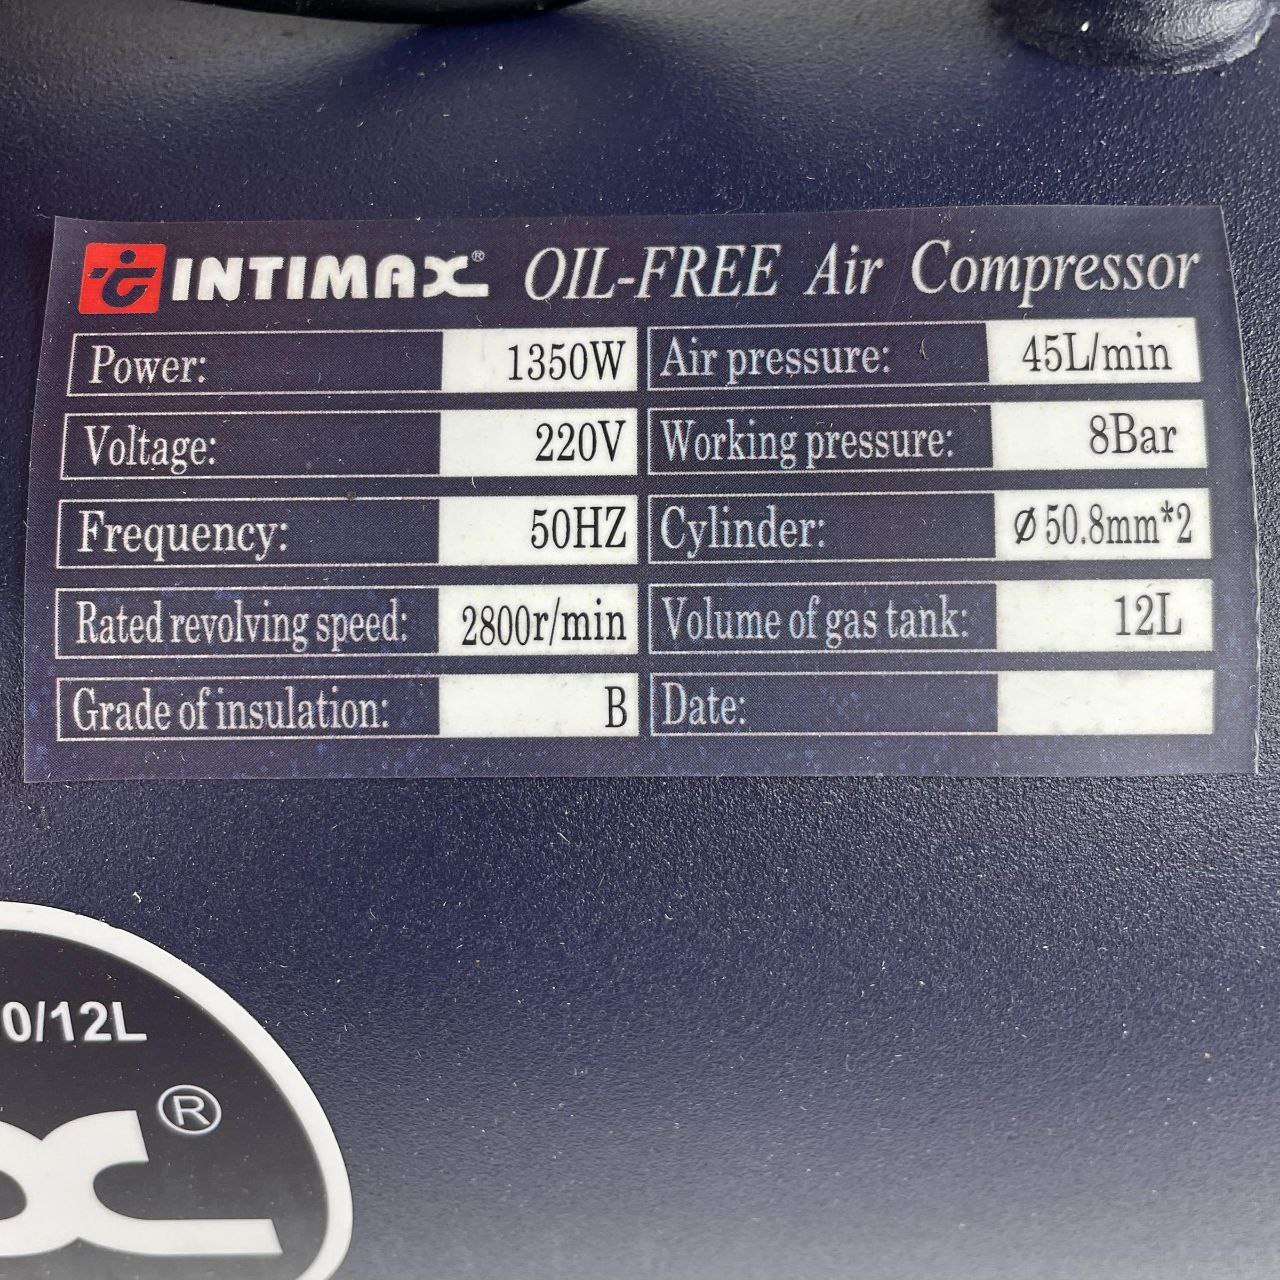 INTIMAX® OIL-FREE Air Compressor
Power: 1350W Air pressure: 45L/min
Voltage: 220V Working pressure: 8Bar
Frequency: 50HZ Cylinder: Ø50.8mm*2
Rated revolving speed: 2800r/min Volume of gas tank: 12L
Grade of insulation: B Date:
0/12L
®